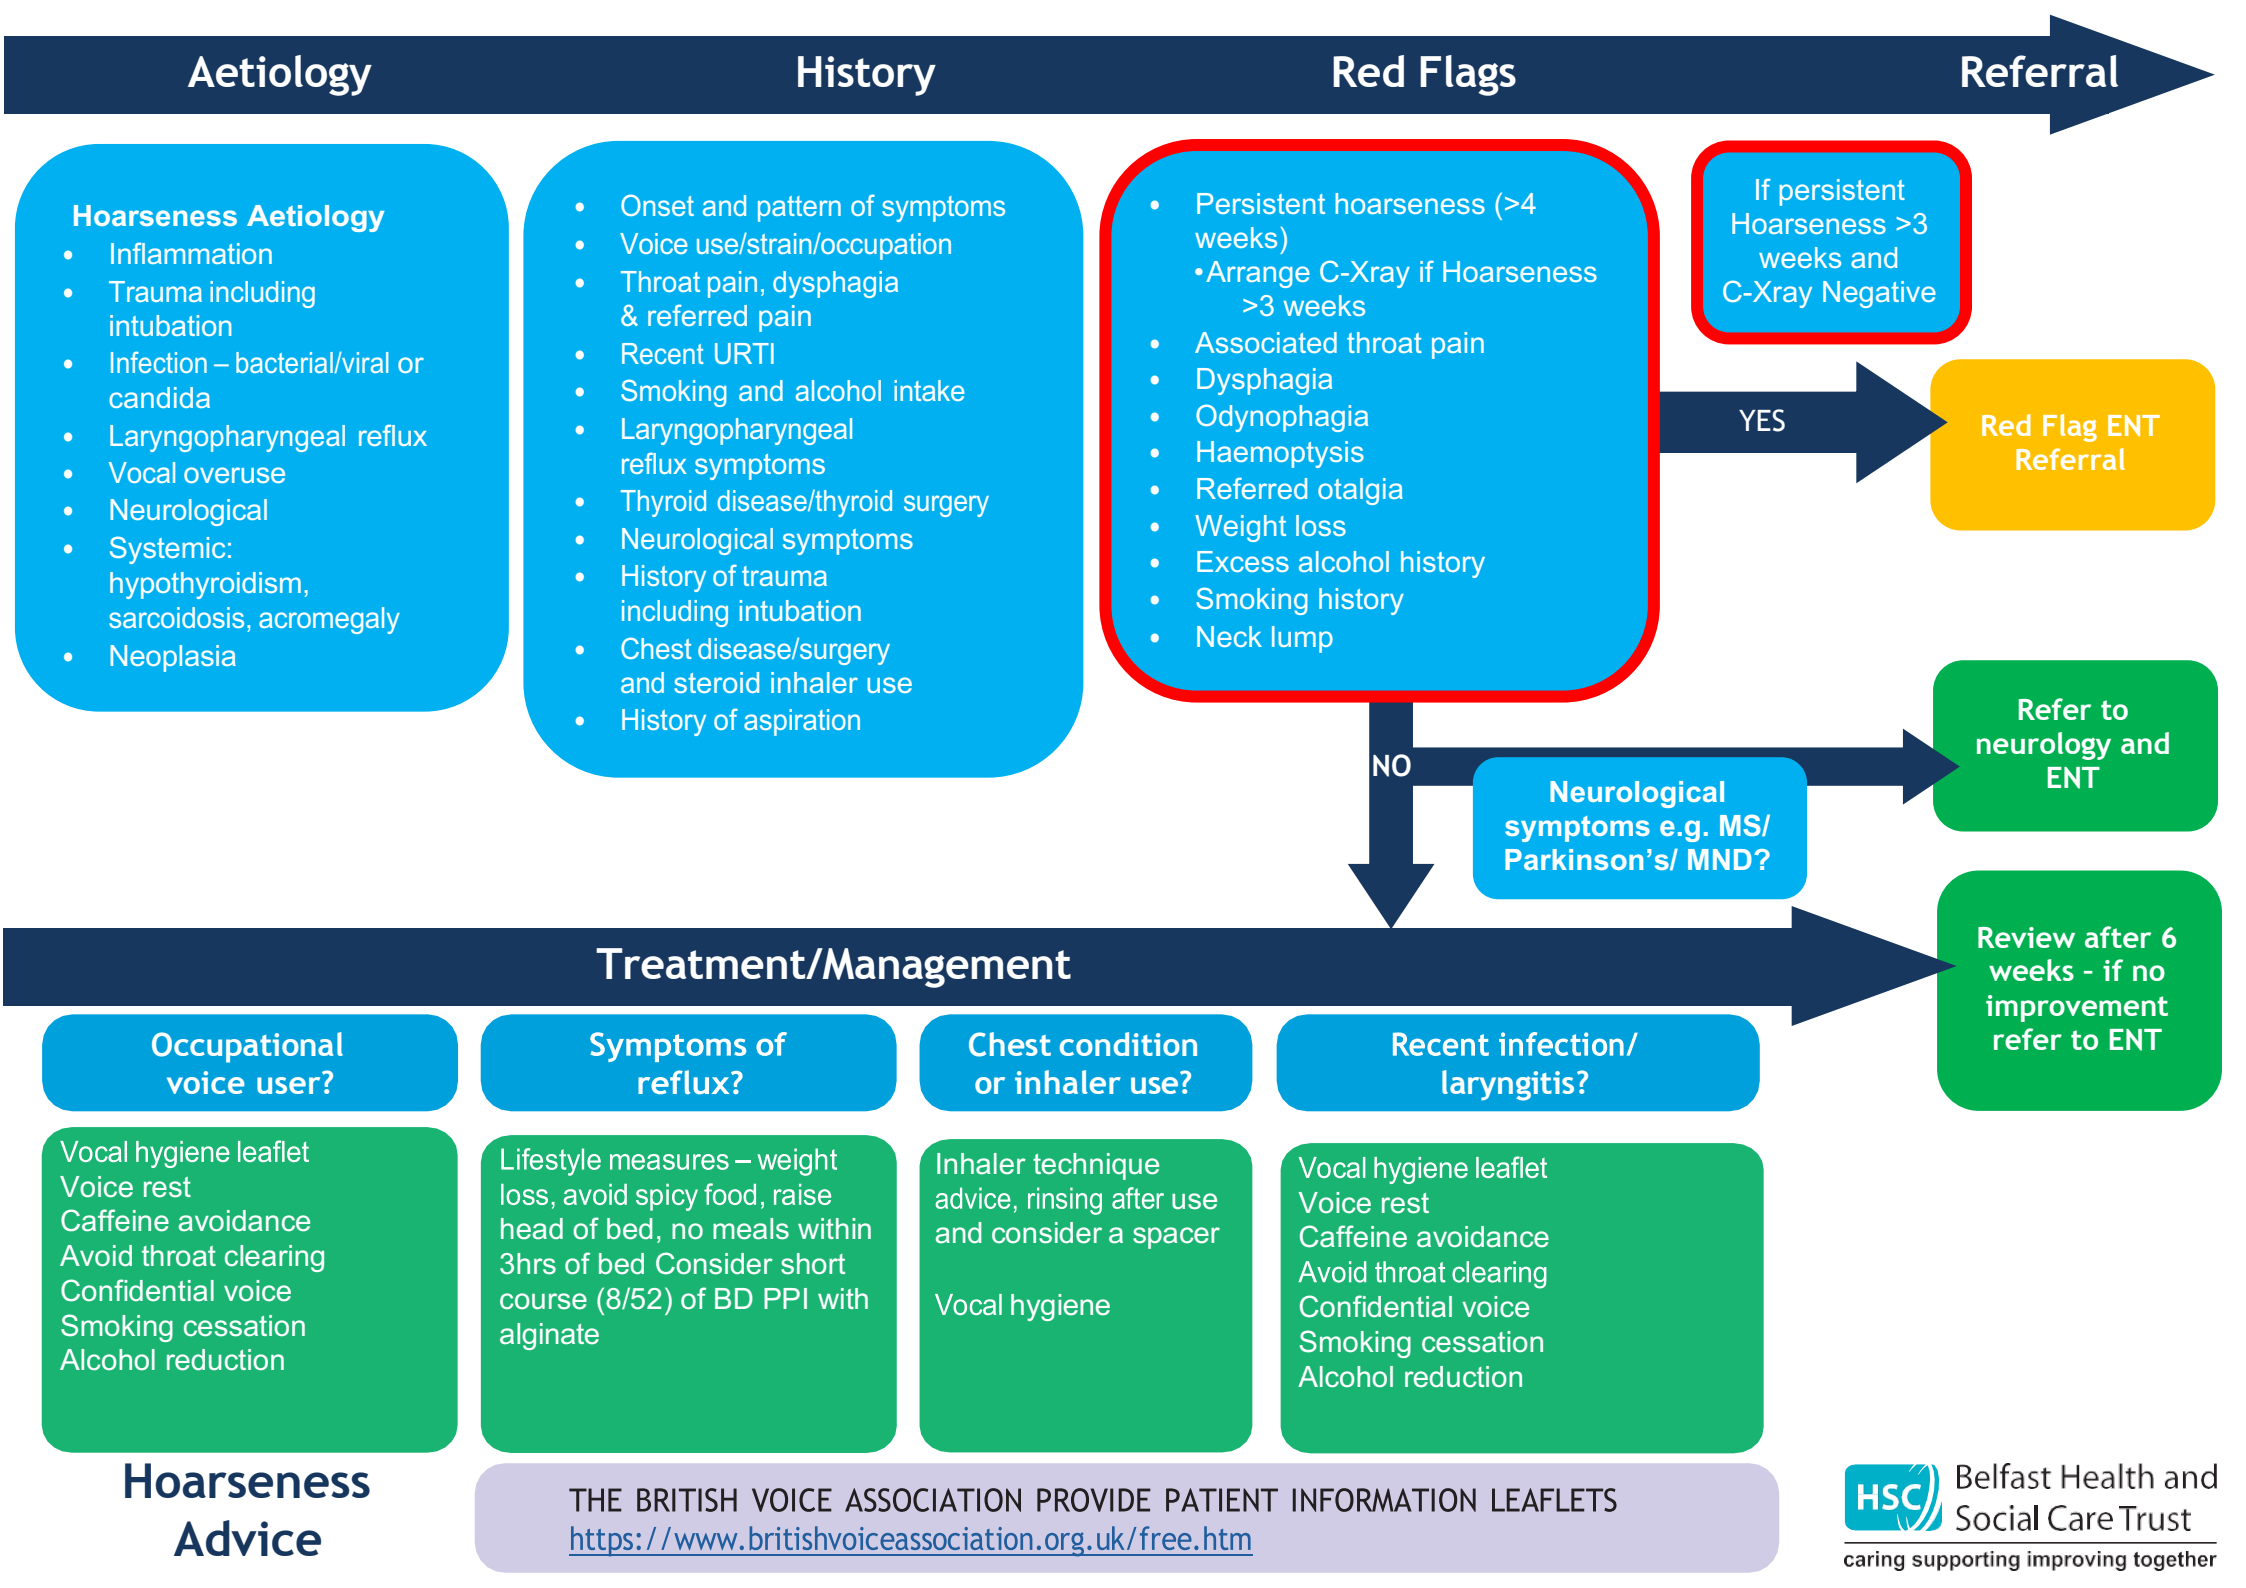 Aetiology
History
Red Flags
Referral
Hoarseness Aetiology
• Inflammation
• Trauma including
intubation
• Infection – bacterial/viral or
candida
• Laryngopharyngeal reflux
• Vocal overuse
• Neurological
• Systemic:
hypothyroidism,
sarcoidosis, acromegaly
• Neoplasia
• Onset and pattern of symptoms
• Voice use/strain/occupation
• Throat pain, dysphagia
& referred pain
• Recent URTI
• Smoking and alcohol intake
• Laryngopharyngeal
reflux symptoms
• Thyroid disease/thyroid surgery
• Neurological symptoms
• History of trauma
including intubation
• Chest disease/surgery
and steroid inhaler use
• History of aspiration
• Persistent hoarseness (>4
weeks)
• Arrange C-Xray if Hoarseness
>3 weeks
• Associated throat pain
• Dysphagia
• Odynophagia
• Haemoptysis
• Referred otalgia
• Weight loss
• Excess alcohol history
• Smoking history
• Neck lump
If persistent
Hoarseness >3
weeks and
C-Xray Negative
YES
Red Flag ENT
Referral
NO
Neurological
symptoms e.g. MS/
Parkinson's/ MND?
Refer to
neurology and
ENT
Treatment/Management
Review after 6
weeks – if no
improvement
refer to ENT
Occupational
voice user?
Vocal hygiene leaflet
Voice rest
Caffeine avoidance
Avoid throat clearing
Confidential voice
Smoking cessation
Alcohol reduction
Symptoms of
reflux?
Lifestyle measures – weight
loss, avoid spicy food, raise
head of bed, no meals within
3hrs of bed Consider short
course (8/52) of BD PPI with
alginate
Chest condition
or inhaler use?
Inhaler technique
advice, rinsing after use
and consider a spacer
Vocal hygiene
Recent infection/
laryngitis?
Vocal hygiene leaflet
Voice rest
Caffeine avoidance
Avoid throat clearing
Confidential voice
Smoking cessation
Alcohol reduction
Hoarseness
Advice
THE BRITISH VOICE ASSOCIATION PROVIDE PATIENT INFORMATION LEAFLETS
https://www.britishvoiceassociation.org.uk/free.htm
HSC
Belfast Health and
Social Care Trust
caring supporting improving together